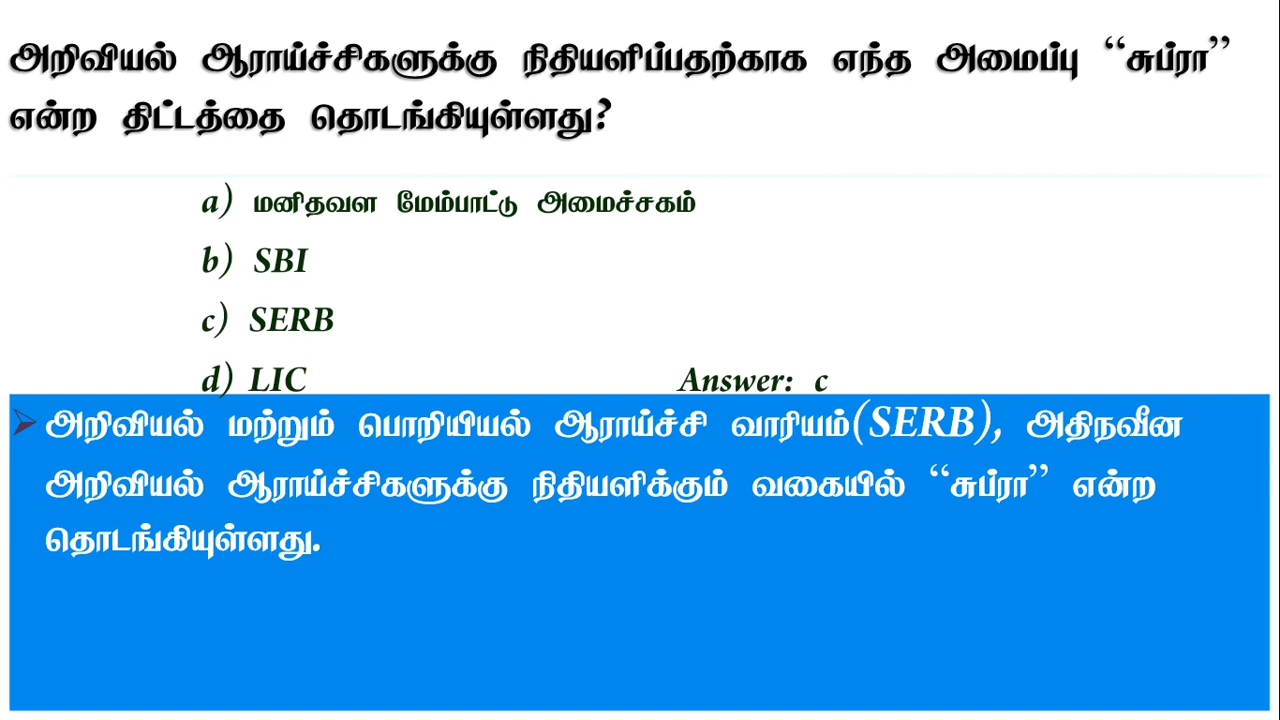 அறிவியல் ஆராய்ச்சிகளுக்கு நிதியளிப்பதற்காக எந்த அமைப்பு “சுப்ரா”
என்ற திட்டத்தை தொடங்கியுள்ளது?
a) மனிதவள மேம்பாட்டு அமைச்சகம்
b) SBI
c) SERB
d) LIC Answer: c
➢ அறிவியல் மற்றும் பொறியியல் ஆராய்ச்சி வாரியம்(SERB), அதிநவீன
அறிவியல் ஆராய்ச்சிகளுக்கு நிதியளிக்கும் வகையில் “சுப்ரா” என்ற
தொடங்கியுள்ளது.